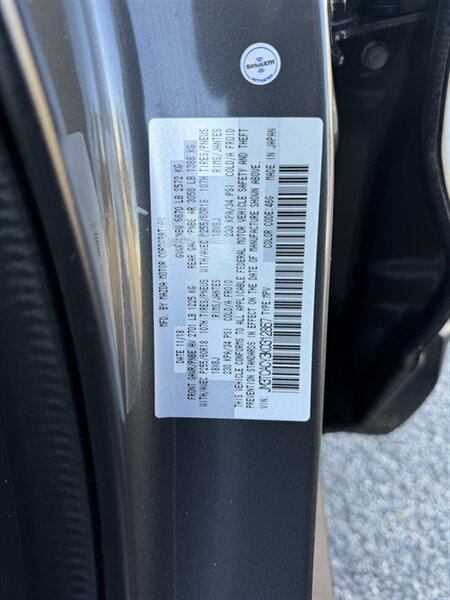 SiriusXM
ACTIVATED
MFD. BY MAZDA MOTOR CORPORATION
DATE 11/18 GVWR/PNBV 5670 LB 2572 KG
FRONT GAWR/PNBE AV 2701 LB 1225 KG REAR GAWR/PNBE AR 3056 LB 1386 KG
WITH/AVEC P255/60R18 107H TIRES/PNEUS WITH/AVEC P255/60R18 107H TIRES/PNEUS
18X8J RIMS/JANTES 18X8J RIMS/JANTES
230 KPA/34 PSI COLD/A FROID 230 KPA/34 PSI COLD/A FROID
THIS VEHICLE CONFORMS TO ALL APPLICABLE FEDERAL MOTOR VEHICLE SAFETY AND THEFT
PREVENTION STANDARDS IN EFFECT ON THE DATE OF MANUFACTURE SHOWN ABOVE.
VIN: TYPE: MPV COLOR CODE: 46G MADE IN JAPAN